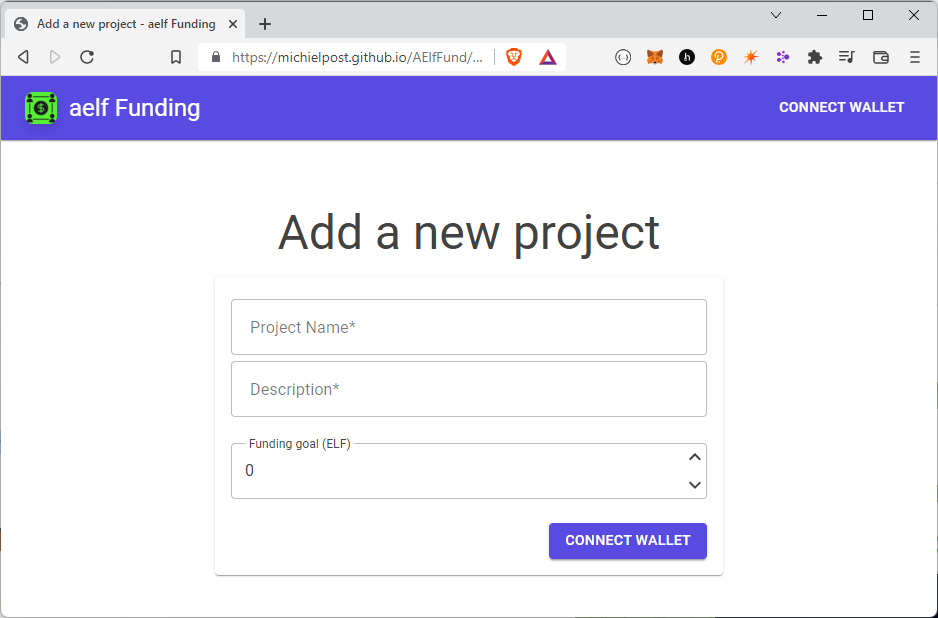 Add a new project - aelf Funding
https://michielpost.github.io/AElfFund/...
aelf Funding
CONNECT WALLET
Add a new project
Project Name*
Description*
Funding goal (ELF)
0
CONNECT WALLET